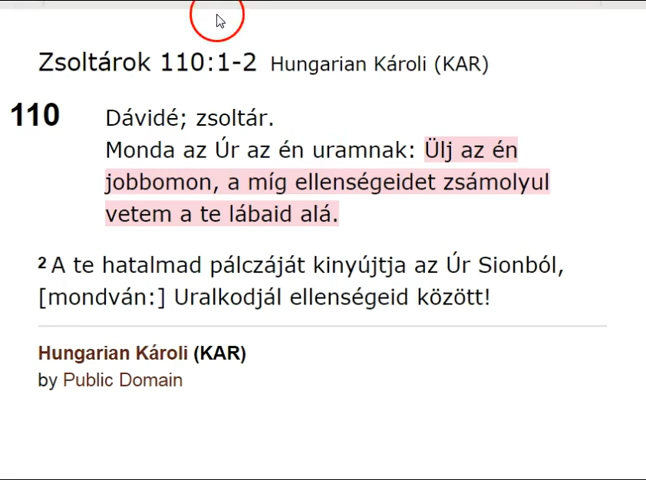 Zsoltárok 110:1-2 Hungarian Károli (KAR)
110 Dávidé; zsoltár.
Monda az Úr az én uramnak: Ülj az én
jobbomon, a míg ellenségeidet zsámolyul
vetem a te lábaid alá.
2 A te hatalmad pálczáját kinyújtja az Úr Sionból,
[mondván:] Uralkodjál ellenségeid között!
Hungarian Károli (KAR)
by Public Domain